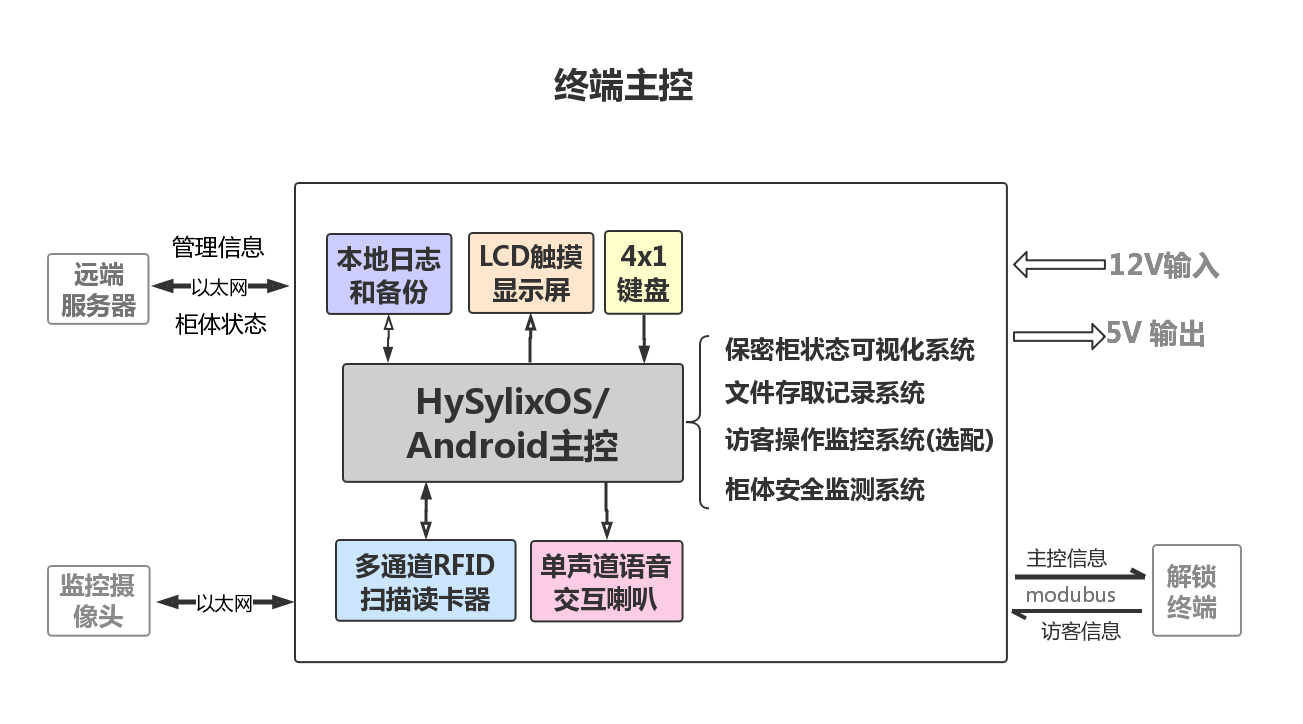 终端主控
管理信息
远端
服务器
以太网
柜体状态
本地日志
和备份
LCD触摸
显示屏
4x1
键盘
12V输入
5V 输出
HySylixOS/
Android主控
保密柜状态可视化系统
文件存取记录系统
访客操作监控系统(选配)
柜体安全监测系统
多通道RFID
扫描读卡器
单声道语音
交互喇叭
监控摄
像头
以太网
主控信息
modubus
访客信息
解锁
终端